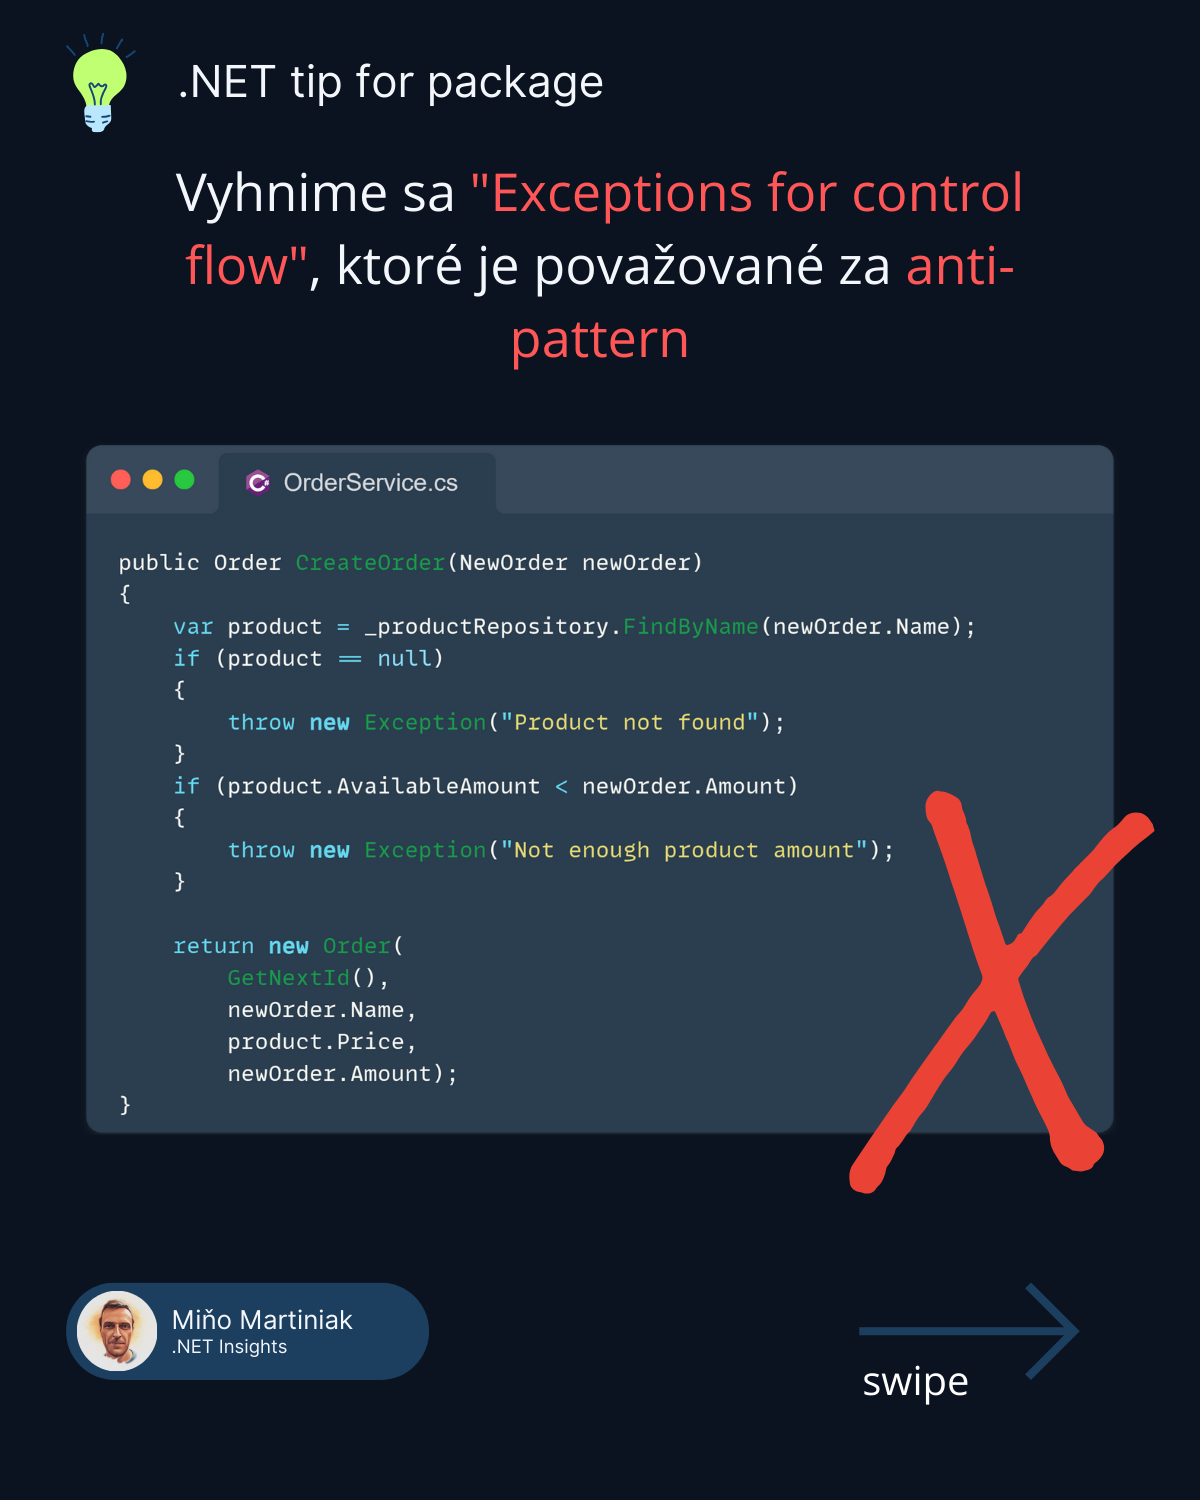 .NET tip for package
Vyhnime sa "Exceptions for control
flow", ktoré je považované za anti-
pattern
OrderService.cs
public Order CreateOrder(NewOrder newOrder)
{
    var product = _productRepository.FindByName(newOrder.Name);
    if (product == null)
    {
        throw new Exception("Product not found");
    }
    if (product.AvailableAmount < newOrder.Amount)
    {
        throw new Exception("Not enough product amount");
    }
    return new Order(
        GetNextId(),
        newOrder.Name,
        product.Price,
        newOrder.Amount);
}
Miňo Martiniak
.NET Insights
swipe